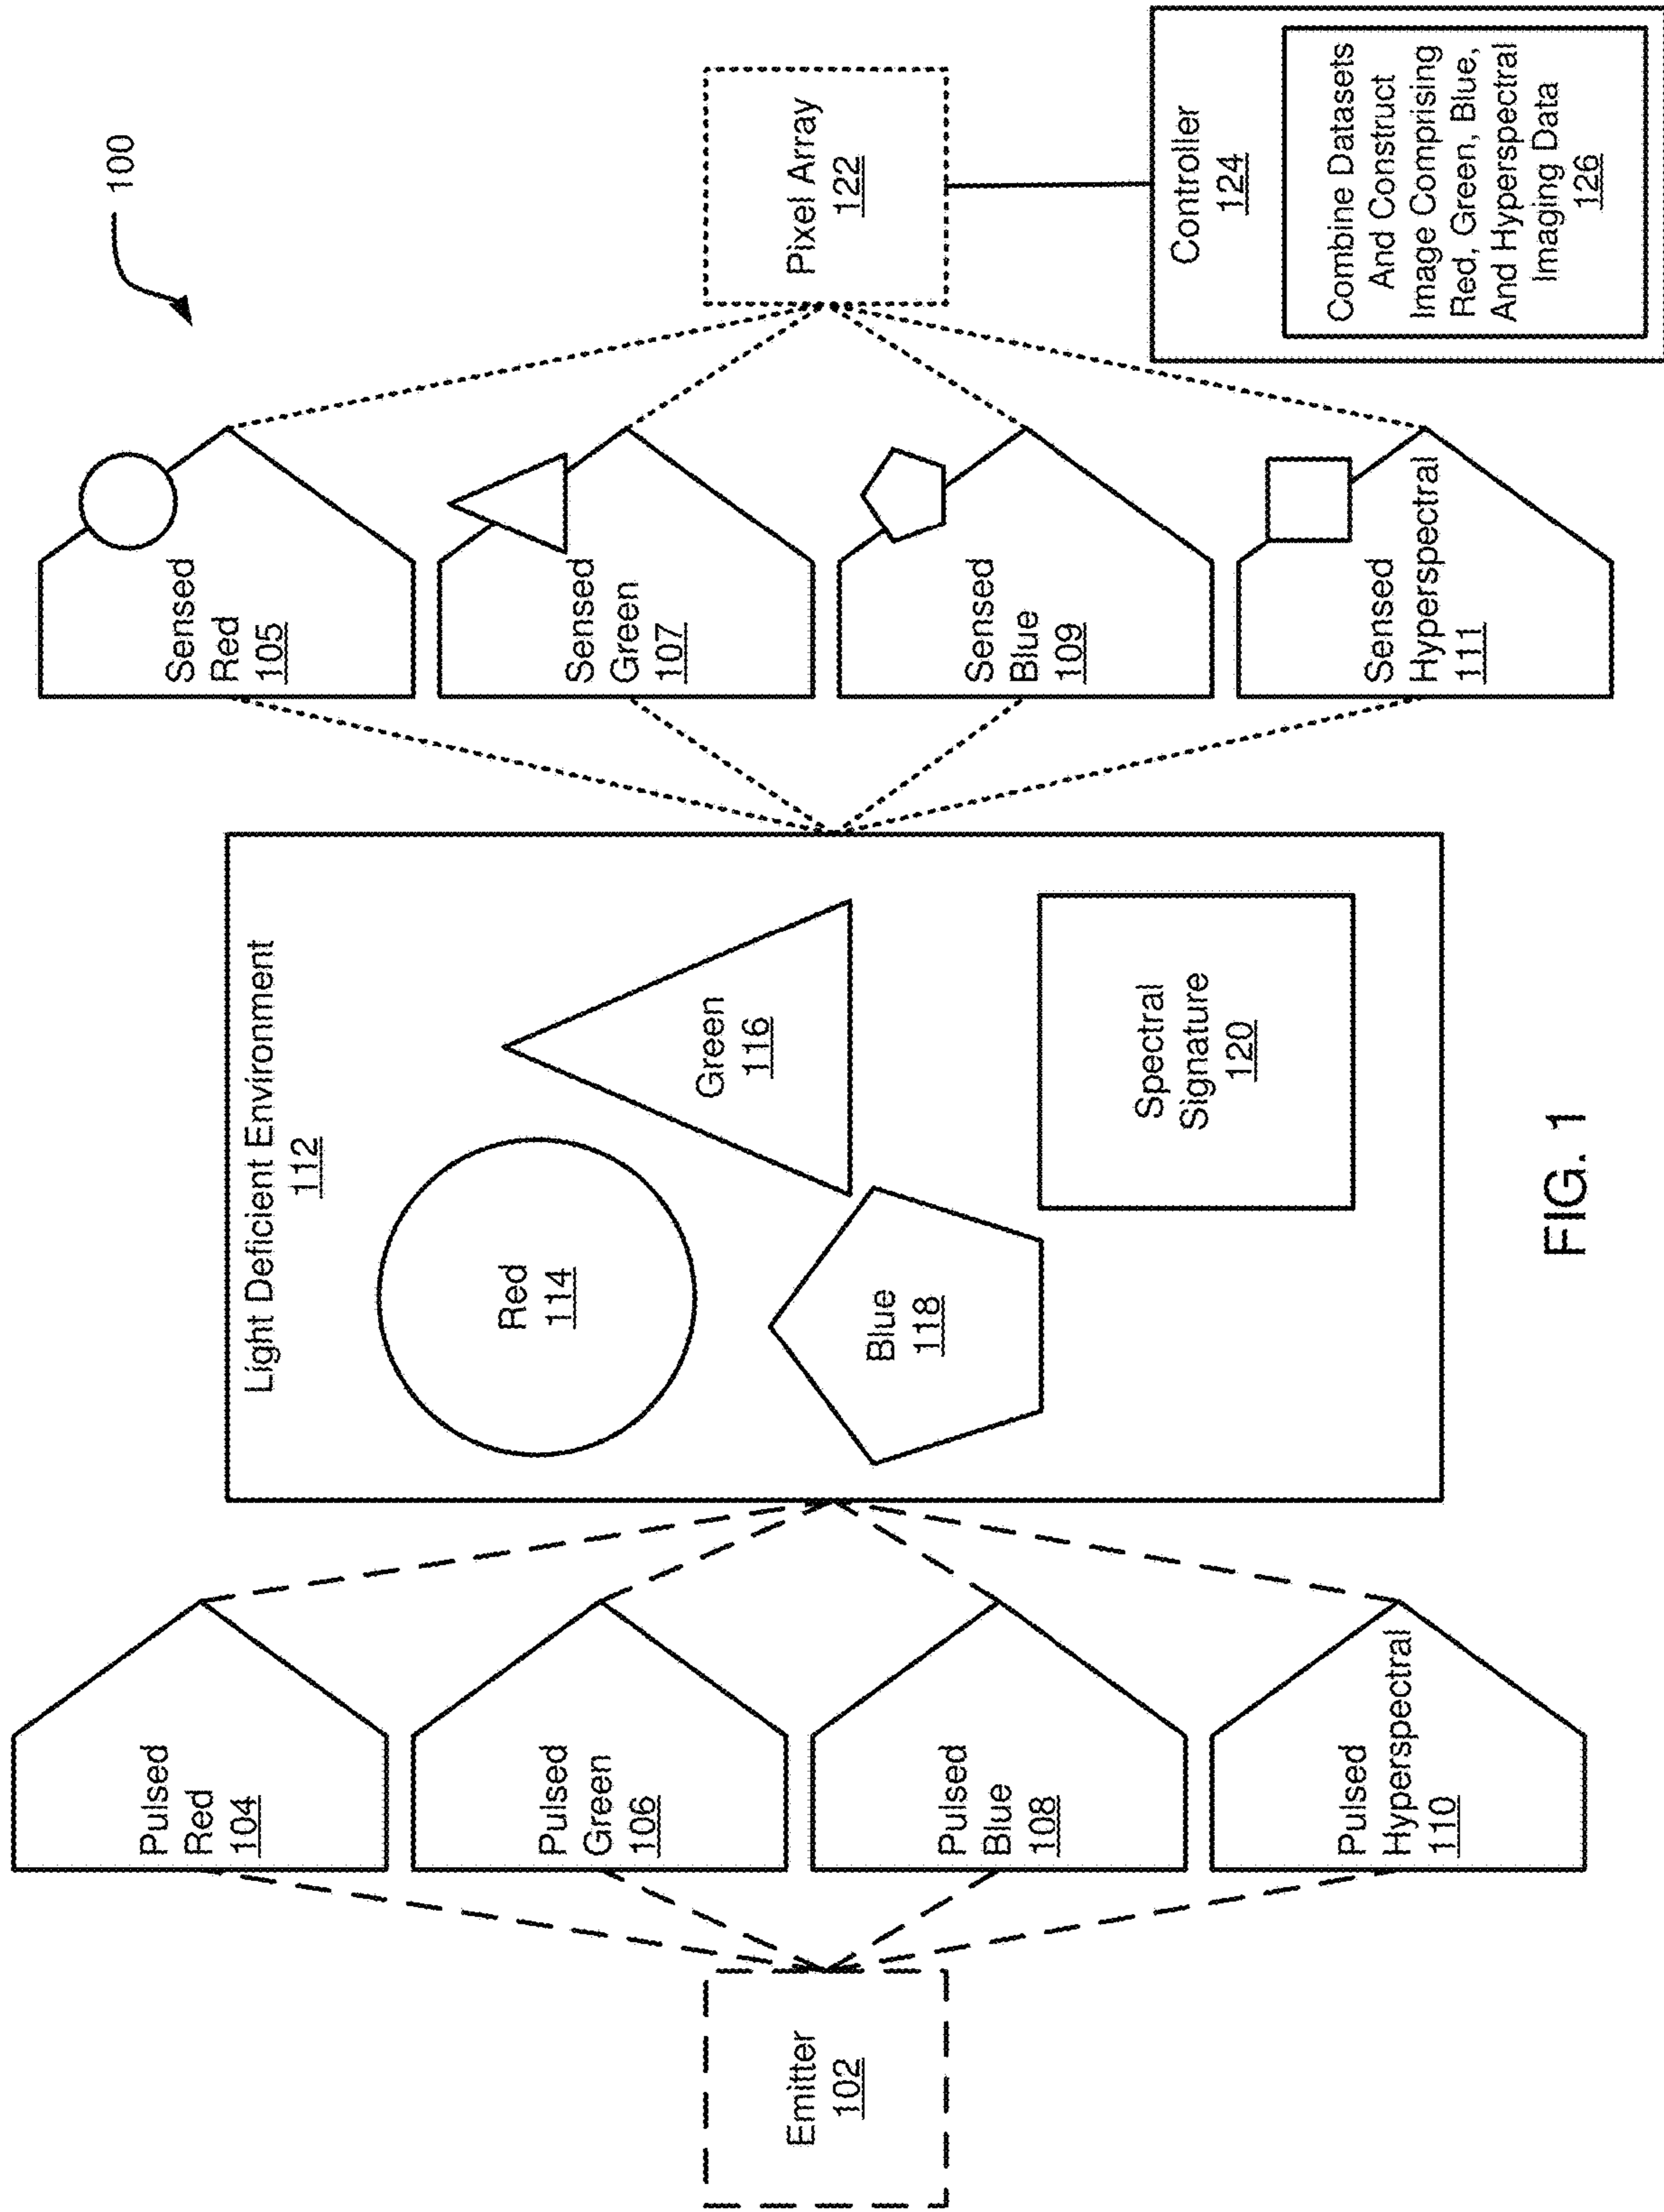 100
Emitter
102
Pulsed
Red
104
Pulsed
Green
106
Pulsed
Blue
108
Pulsed
Hyperspectral
110
Light Deficient Environment
112
Red
114
Green
116
Blue
118
Spectral
Signature
120
Sensed
Red
105
Sensed
Green
107
Sensed
Blue
109
Sensed
Hyperspectral
111
Pixel Array
122
Controller
124
Combine Datasets
And Construct
Image Comprising
Red, Green, Blue,
And Hyperspectral
Imaging Data
126
FIG. 1